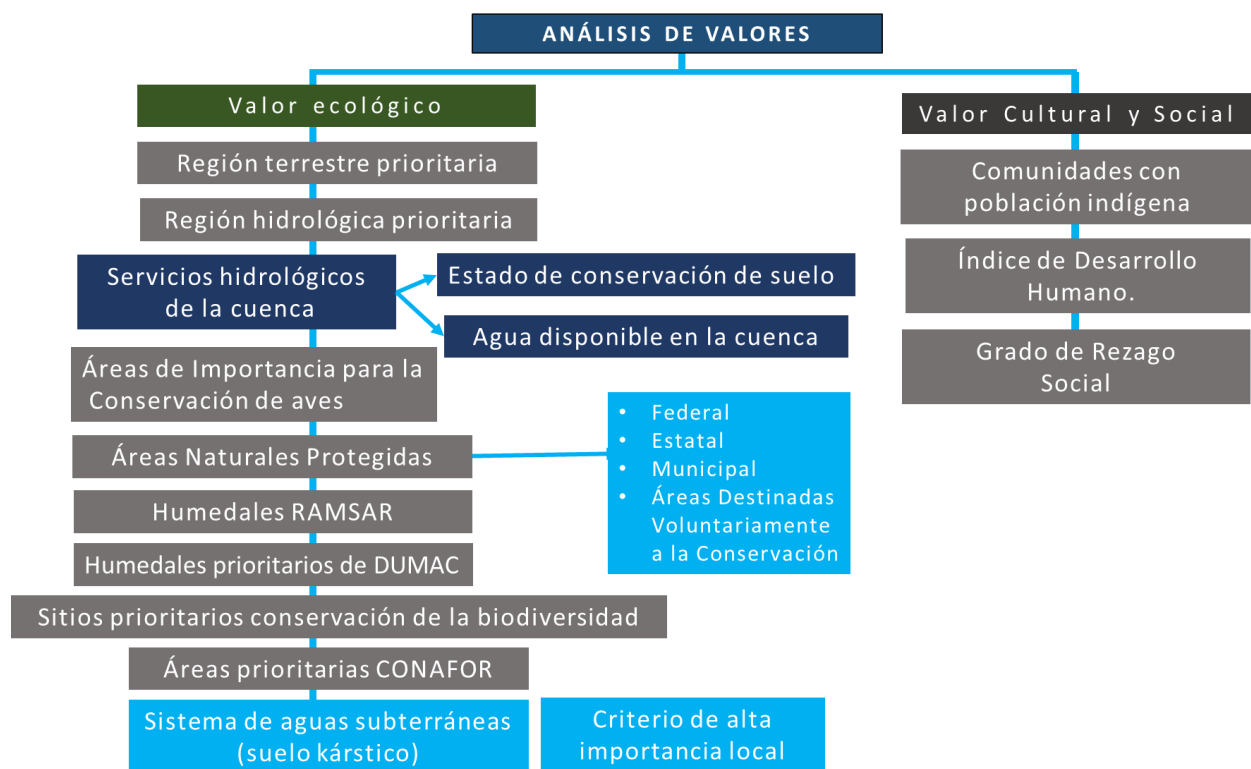 ANÁLISIS DE VALORES
Valor ecológico
Región terrestre prioritaria
Región hidrológica prioritaria
Servicios hidrológicos
de la cuenca
Estado de conservación de suelo
Agua disponible en la cuenca
Áreas de Importancia para la
Conservación de aves
Áreas Naturales Protegidas
• Federal
• Estatal
• Municipal
• Áreas Destinadas
Voluntariamente
a la Conservación
Humedales RAMSAR
Humedales prioritarios de DUMAC
Sitios prioritarios conservación de la biodiversidad
Áreas prioritarias CONAFOR
Sistema de aguas subterráneas
(suelo kárstico)
Criterio de alta
importancia local
Valor Cultural y Social
Comunidades con
población indígena
Índice de Desarrollo
Humano.
Grado de Rezago
Social